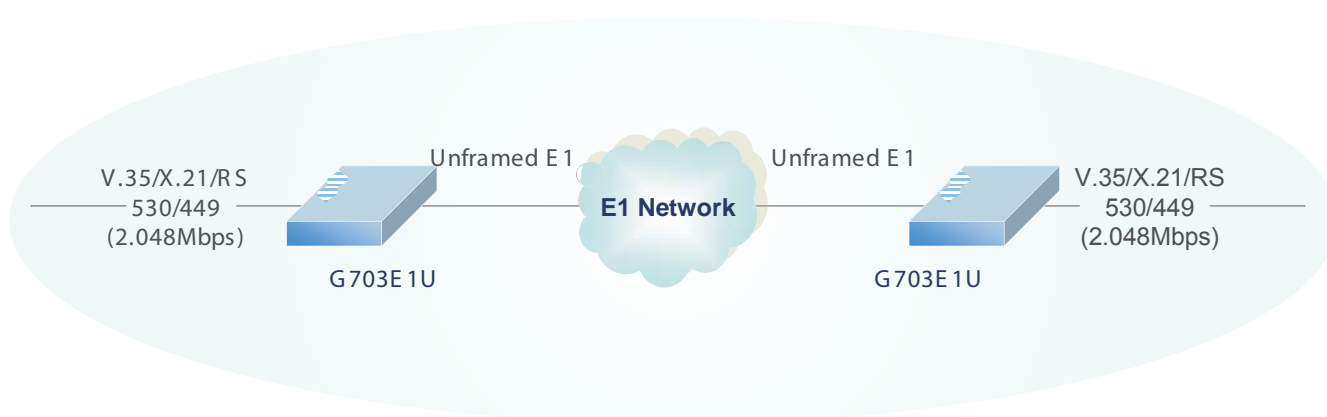 Unframed E1
Unframed E1
V.35/X.21/RS
530/449
(2.048Mbps)
E1 Network
V.35/X.21/RS
530/449
(2.048Mbps)
G703E1U
G703E1U